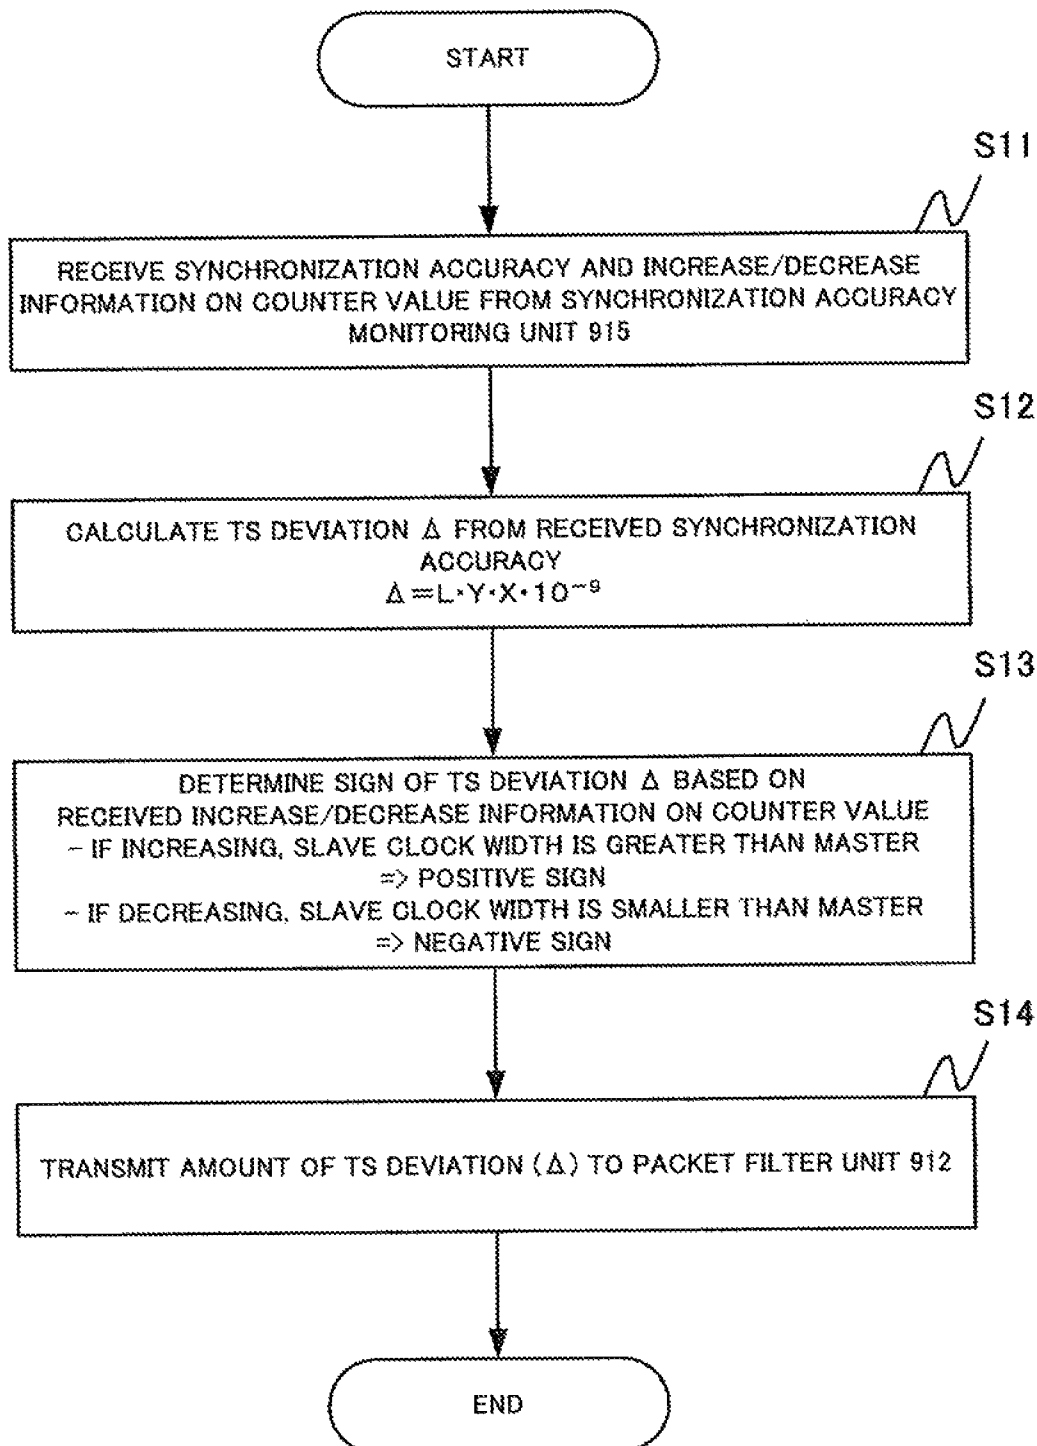 START
S11
RECEIVE SYNCHRONIZATION ACCURACY AND INCREASE/DECREASE
INFORMATION ON COUNTER VALUE FROM SYNCHRONIZATION ACCURACY
MONITORING UNIT 915
S12
CALCULATE TS DEVIATION Δ FROM RECEIVED SYNCHRONIZATION
ACCURACY
Δ=L·Y·X·10⁻⁹
S13
DETERMINE SIGN OF TS DEVIATION Δ BASED ON
RECEIVED INCREASE/DECREASE INFORMATION ON COUNTER VALUE
- IF INCREASING, SLAVE CLOCK WIDTH IS GREATER THAN MASTER
=> POSITIVE SIGN
- IF DECREASING, SLAVE CLOCK WIDTH IS SMALLER THAN MASTER
=> NEGATIVE SIGN
S14
TRANSMIT AMOUNT OF TS DEVIATION (Δ) TO PACKET FILTER UNIT 912
END